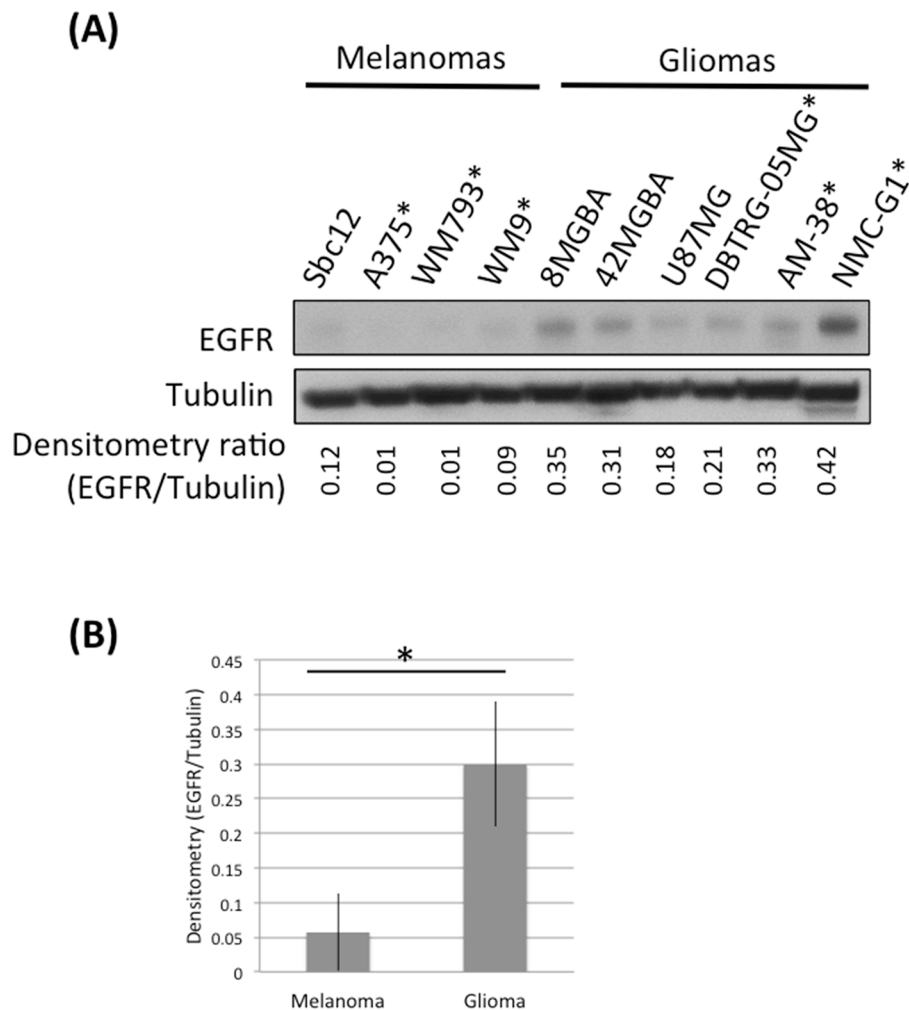 (A)
Melanomas Gliomas
Sbc12 A375* WM793* WM9* 8MGBA 42MGBA U87MG DBTRG-05MG* AM-38* NMC-G1*
EGFR
Tubulin
Densitometry ratio
(EGFR/Tubulin)
0.12 0.01 0.01 0.09 0.35 0.31 0.18 0.21 0.33 0.42
(B)
*
Densitometry (EGFR/Tubulin)
0.45
0.4
0.35
0.3
0.25
0.2
0.15
0.1
0.05
0
Melanoma Glioma